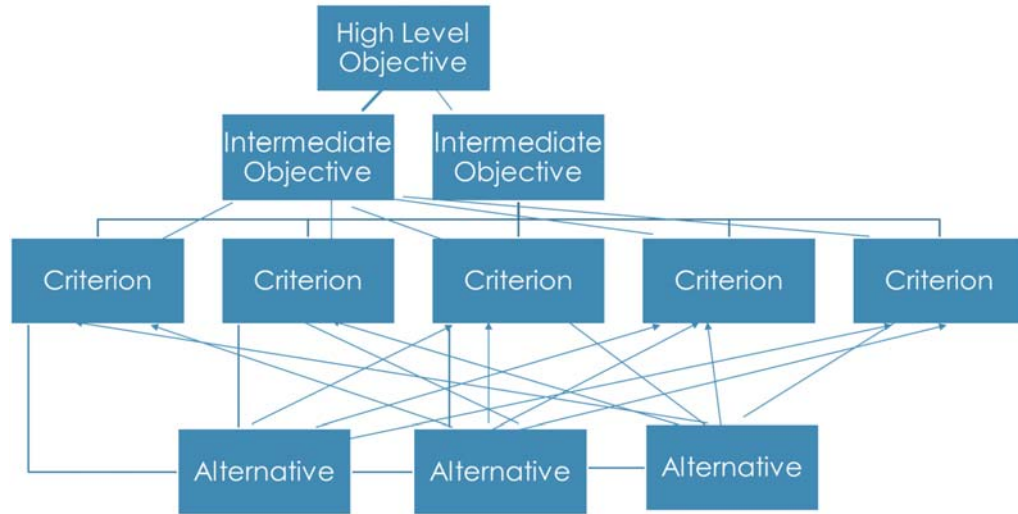 High Level
Objective
Intermediate
Objective
Intermediate
Objective
Criterion
Criterion
Criterion
Criterion
Criterion
Alternative
Alternative
Alternative